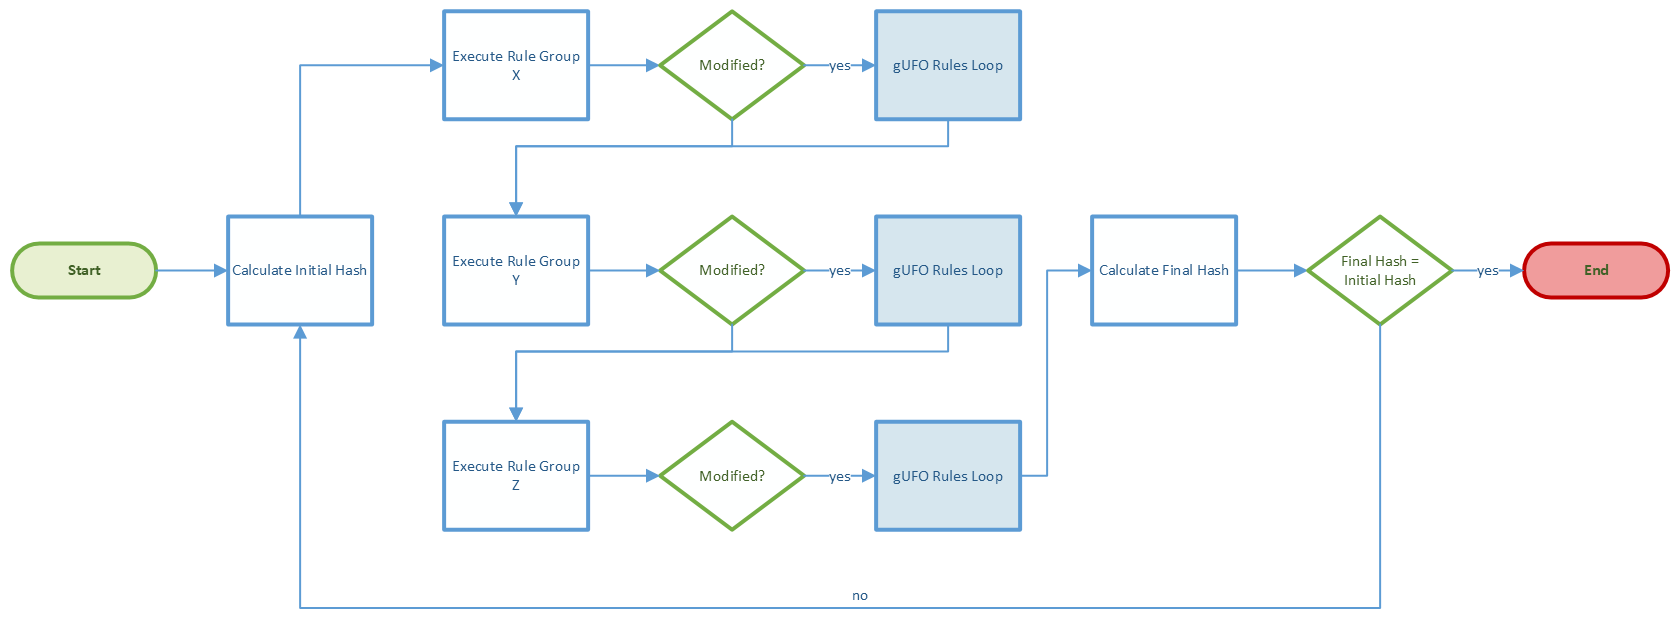 Execute Rule Group
X
Modified?
yes
gUFO Rules Loop
Start
Calculate Initial Hash
Execute Rule Group
Y
Modified?
yes
gUFO Rules Loop
Calculate Final Hash
Final Hash =
Initial Hash
yes
End
Execute Rule Group
Z
Modified?
yes
gUFO Rules Loop
no